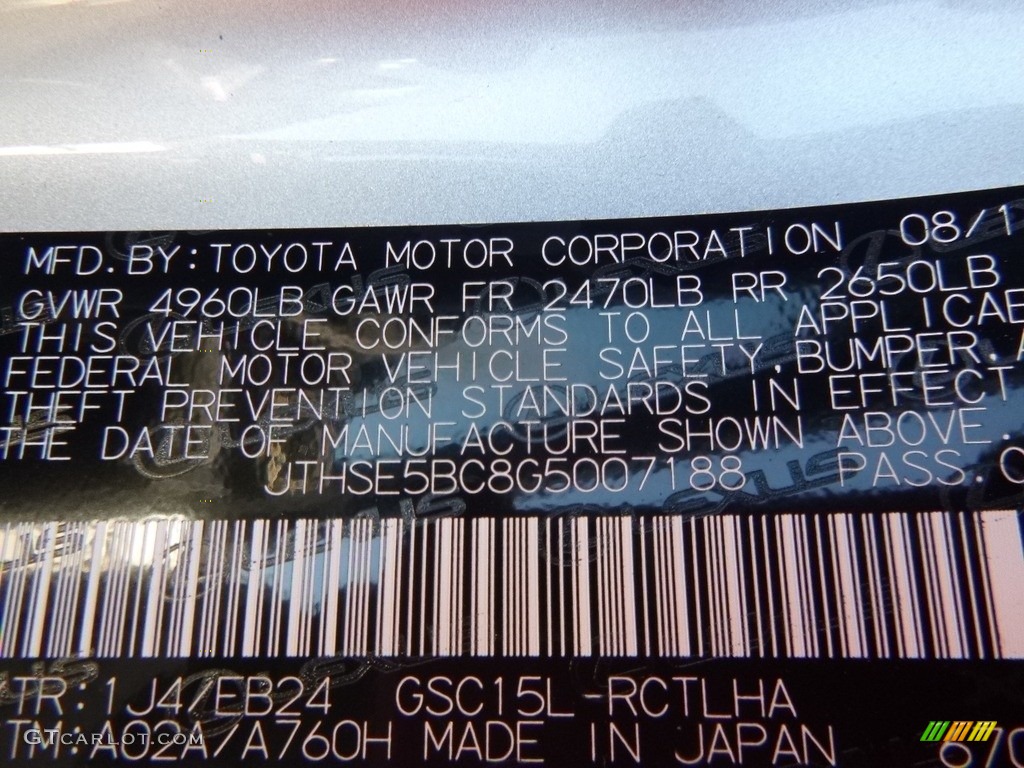 MFD.BY:TOYOTA MOTOR CORPORATION 08/1
GVWR 4960LB GAWR FR 2470LB RR 2650LB
THIS VEHICLE CONFORMS TO ALL APPLICAB
FEDERAL MOTOR VEHICLE SAFETY,BUMPER,A
THEFT PREVENTION STANDARDS IN EFFECT
THE DATE OF MANUFACTURE SHOWN ABOVE.
JTHSE5BC8G5007188 PASS.C
TR:1J4/EB24 GSC15L-RCTLHA
TM:A02A/A760H MADE IN JAPAN
GTCARLOT.COM